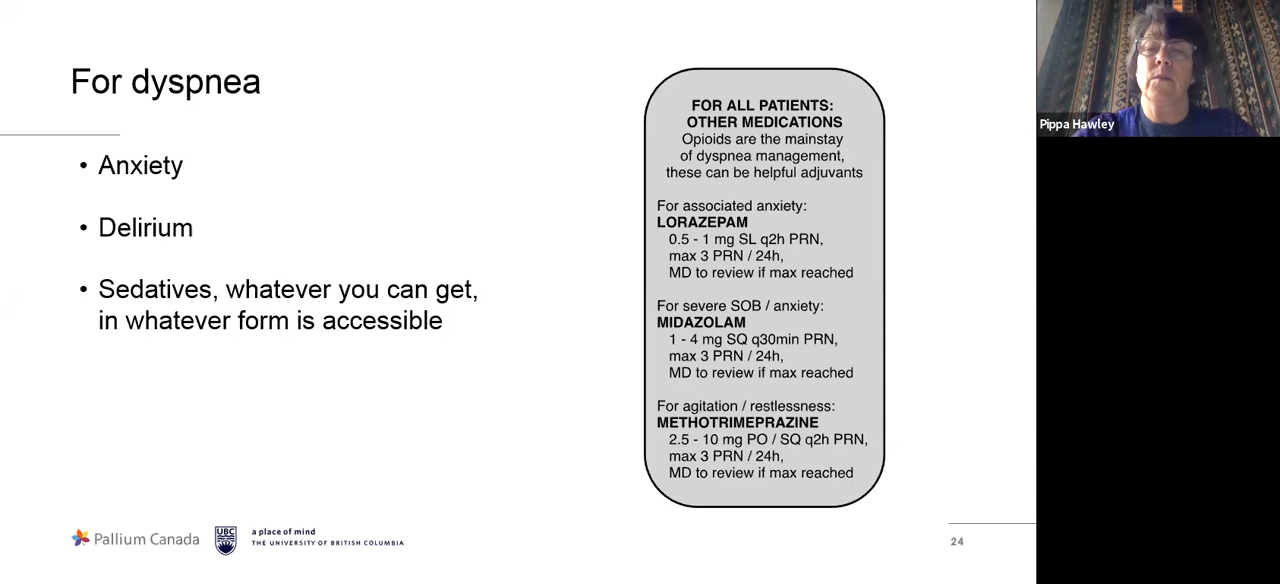 For dyspnea
• Anxiety
• Delirium
• Sedatives, whatever you can get,
in whatever form is accessible
FOR ALL PATIENTS:
OTHER MEDICATIONS
Opioids are the mainstay
of dyspnea management,
these can be helpful adjuvants
For associated anxiety:
LORAZEPAM
0.5 - 1 mg SL q2h PRN,
max 3 PRN / 24h,
MD to review if max reached
For severe SOB / anxiety:
MIDAZOLAM
1 - 4 mg SQ q30min PRN,
max 3 PRN / 24h,
MD to review if max reached
For agitation / restlessness:
METHOTRIMEPRAZINE
2.5 - 10 mg PO / SQ q2h PRN,
max 3 PRN / 24h,
MD to review if max reached
Pippa Hawley
Pallium Canada
UBC
a place of mind
THE UNIVERSITY OF BRITISH COLUMBIA
24